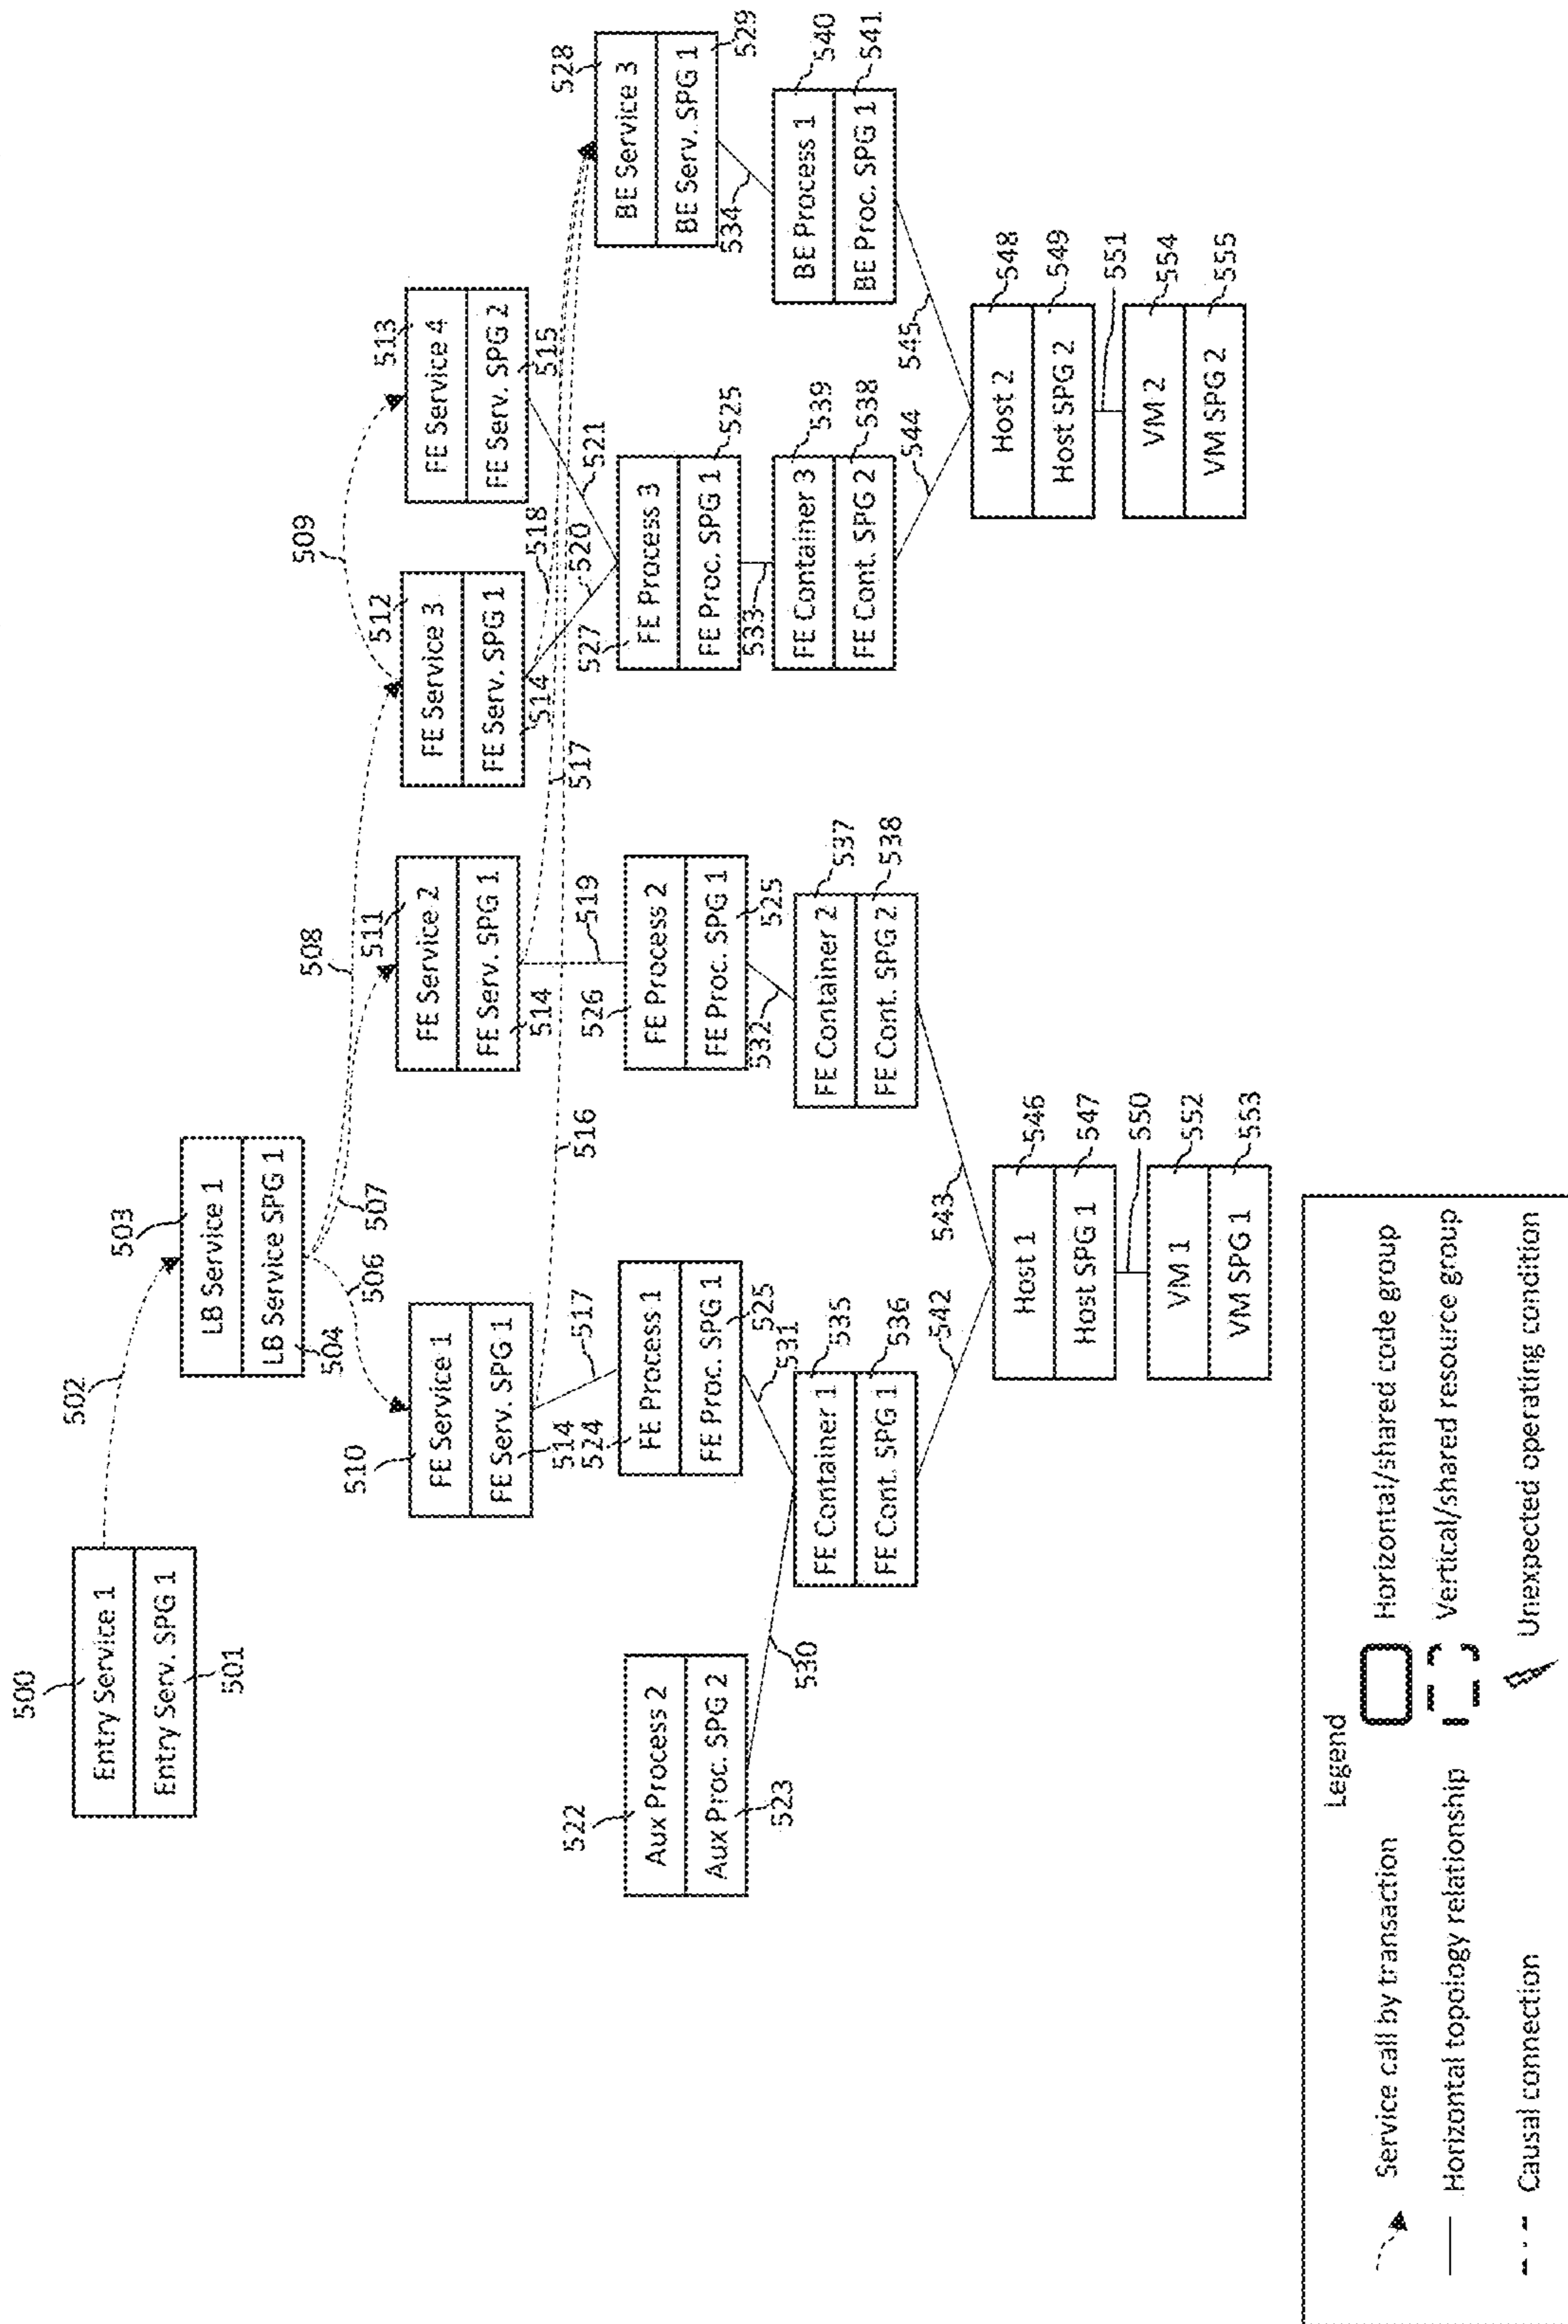 500
Entry Service 1
Entry Serv. SPG 1
501
502
503
LB Service 1
LB Service SPG 1
504
506
507
508
509
510
FE Service 1
FE Serv. SPG 1
514
511
FE Service 2
FE Serv. SPG 1
514
512
FE Service 3
FE Serv. SPG 1
514
513
FE Service 4
FE Serv. SPG 2
515
516
517
518
517
519
520
521
522
Aux Process 2
Aux Proc. SPG 2
523
524
FE Process 1
FE Proc. SPG 1
525
526
FE Process 2
FE Proc. SPG 1
525
527
FE Process 3
FE Proc. SPG 1
525
528
BE Service 3
BE Serv. SPG 1
529
530
531
532
533
534
FE Container 1
535
FE Cont. SPG 1
536
FE Container 2
537
FE Cont. SPG 2
538
FE Container 3
539
FE Cont. SPG 2
538
BE Process 1
540
BE Proc. SPG 1
541
542
543
544
545
Host 1
546
Host SPG 1
547
550
VM 1
552
VM SPG 1
553
Host 2
548
Host SPG 2
549
551
VM 2
554
VM SPG 2
555
Legend
Service call by transaction
Horizontal/shared code group
Horizontal topology relationship
Vertical/shared resource group
Causal connection
Unexpected operating condition